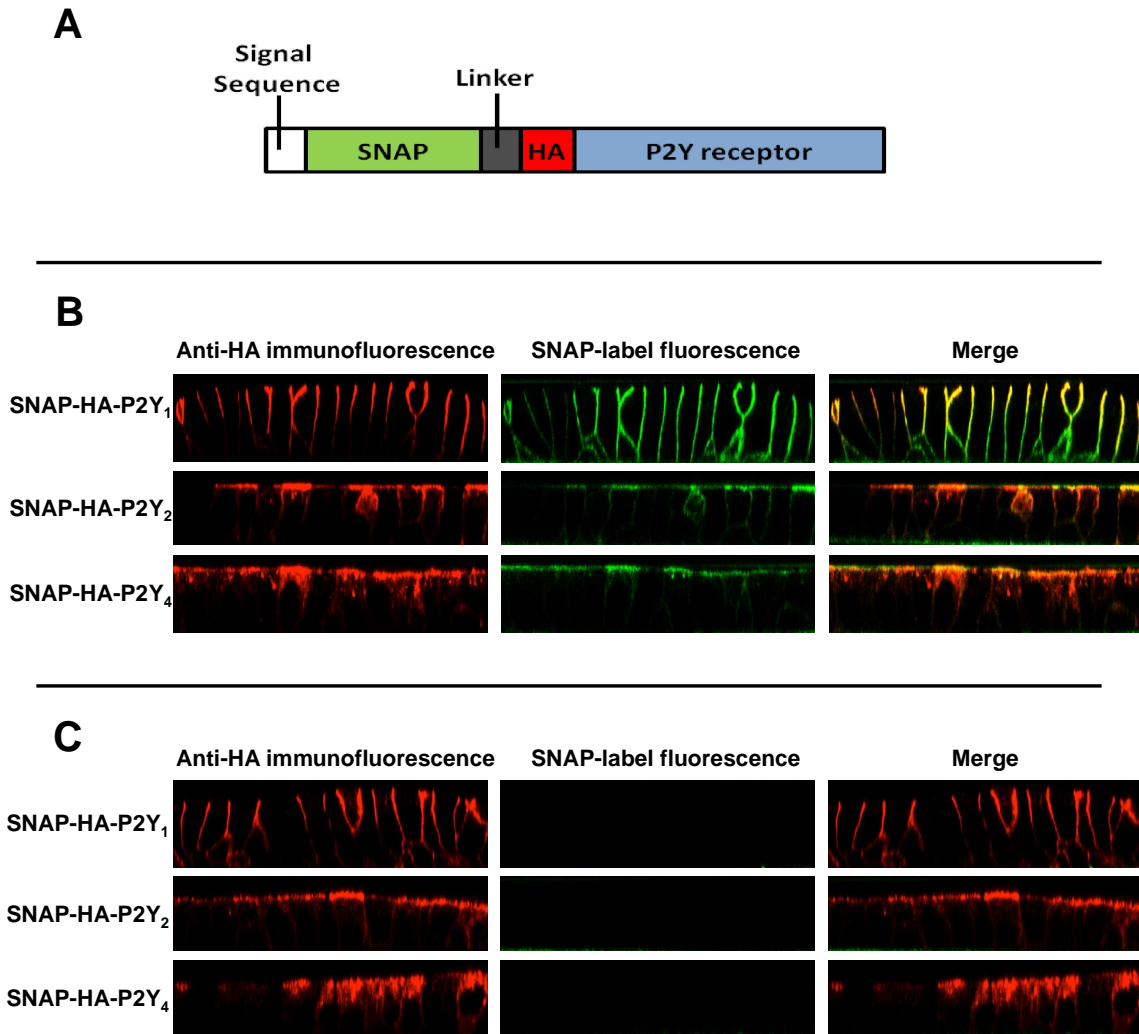 A
Signal
Sequence
Linker
SNAP
HA
P2Y receptor
B
Anti-HA immunofluorescence
SNAP-label fluorescence
Merge
SNAP-HA-P2Y₁
SNAP-HA-P2Y₂
SNAP-HA-P2Y₄
C
Anti-HA immunofluorescence
SNAP-label fluorescence
Merge
SNAP-HA-P2Y₁
SNAP-HA-P2Y₂
SNAP-HA-P2Y₄